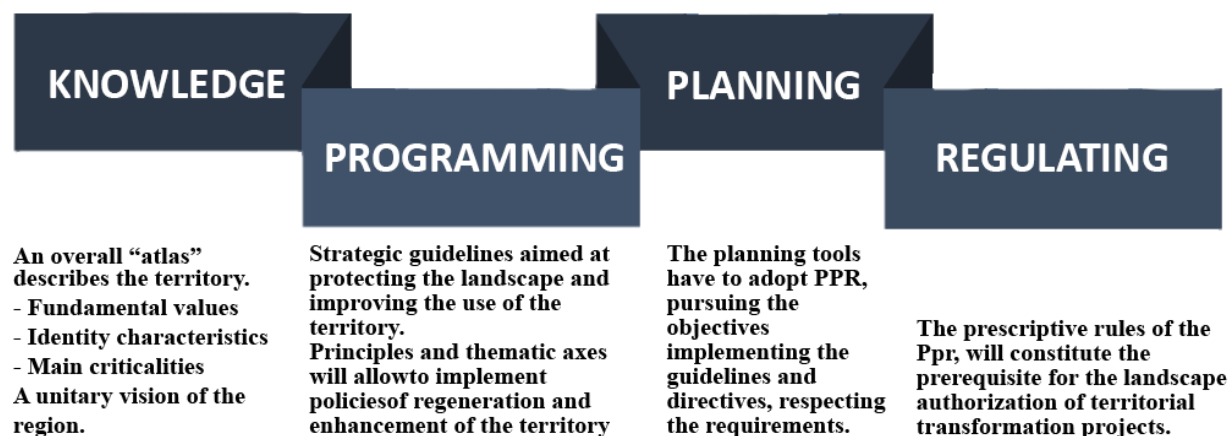 KNOWLEDGE
An overall “atlas”
describes the territory.
- Fundamental values
- Identity characteristics
- Main criticalities
A unitary vision of the
region.
PROGRAMMING
Strategic guidelines aimed at
protecting the landscape and
improving the use of the
territory.
Principles and thematic axes
will allowto implement
policiesof regeneration and
enhancement of the territory
PLANNING
The planning tools
have to adopt PPR,
pursuing the
objectives
implementing the
guidelines and
directives, respecting
the requirements.
REGULATING
The prescriptive rules of the
Ppr, will constitute the
prerequisite for the landscape
authorization of territorial
transformation projects.